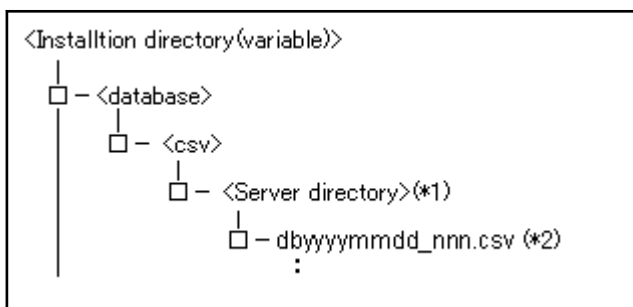 <Installtion directory(variable)>
<database>
<csv>
<Server directory>(*1)
dbyyyymmdd_nnn.csv (*2)
: